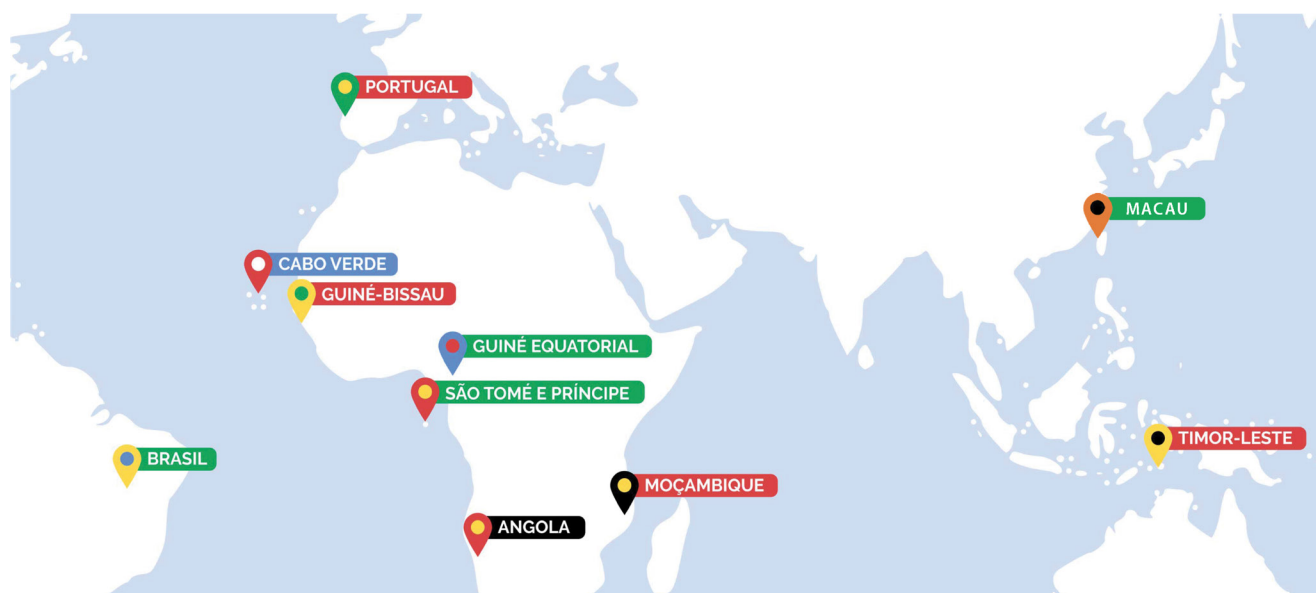 PORTUGAL
MACAU
CABO VERDE
GUINÉ-BISSAU
GUINÉ EQUATORIAL
SÃO TOMÉ E PRÍNCIPE
TIMOR-LESTE
BRASIL
MOÇAMBIQUE
ANGOLA